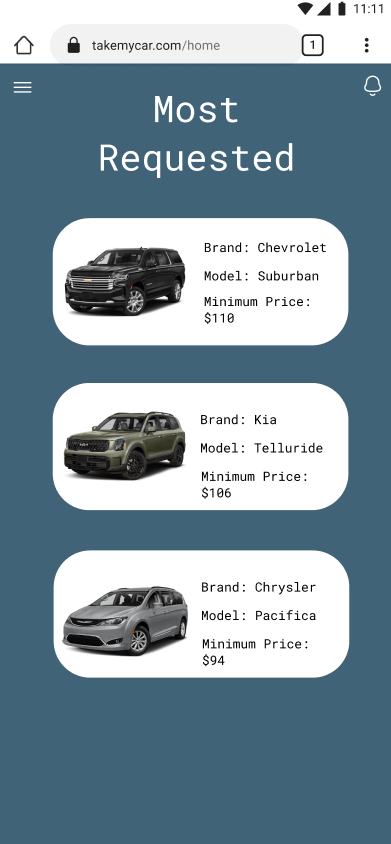 11:11
takemycar.com/home
1
Most
Requested
Brand: Chevrolet
Model: Suburban
Minimum Price:
$110
Brand: Kia
Model: Telluride
Minimum Price:
$106
Brand: Chrysler
Model: Pacifica
Minimum Price:
$94